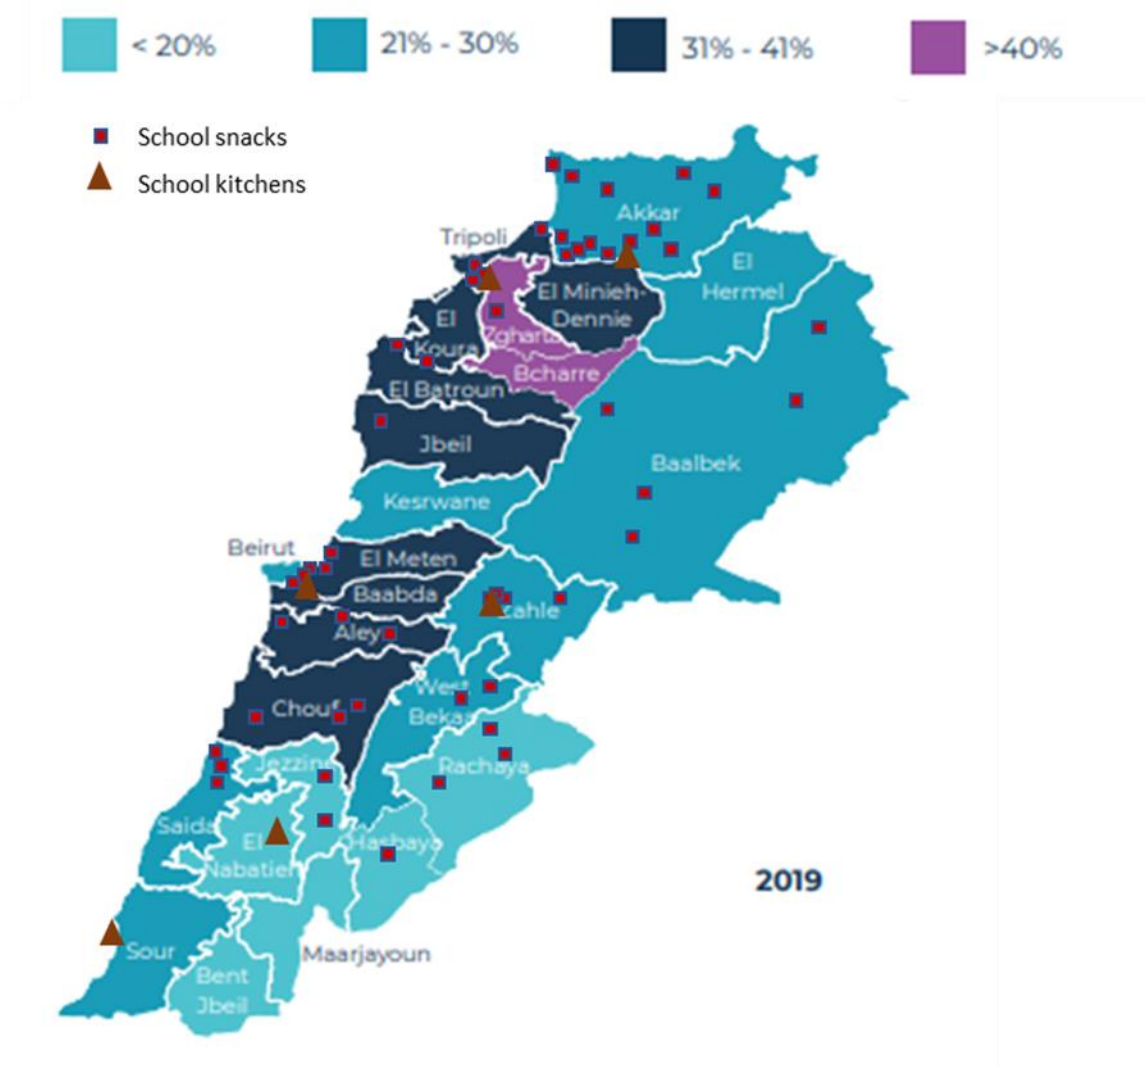 < 20%
21% - 30%
31% - 41%
>40%
School snacks
School kitchens
Akkar
Tripoli
El
Hermel
El Minieh-
Dennie
El
Koura
Zgharta
Bcharre
El Batroun
Jbeil
Baalbek
Kesrwane
Beirut
El Meten
Baabda
Zahle
Aley
West
Bekaa
Chouf
Jezzine
Rachaya
Saida
El
Nabatieh
Hasbaya
2019
Sour
Maarjayoun
Bent
Jbeil